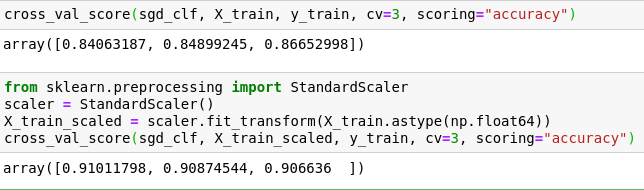 cross_val_score(sgd_clf, X_train, y_train, cv=3, scoring="accuracy")
array([0.84063187, 0.84899245, 0.86652998])
from sklearn.preprocessing import StandardScaler
scaler = StandardScaler()
X_train_scaled = scaler.fit_transform(X_train.astype(np.float64))
cross_val_score(sgd_clf, X_train_scaled, y_train, cv=3, scoring="accuracy")
array([0.91011798, 0.90874544, 0.906636  ])